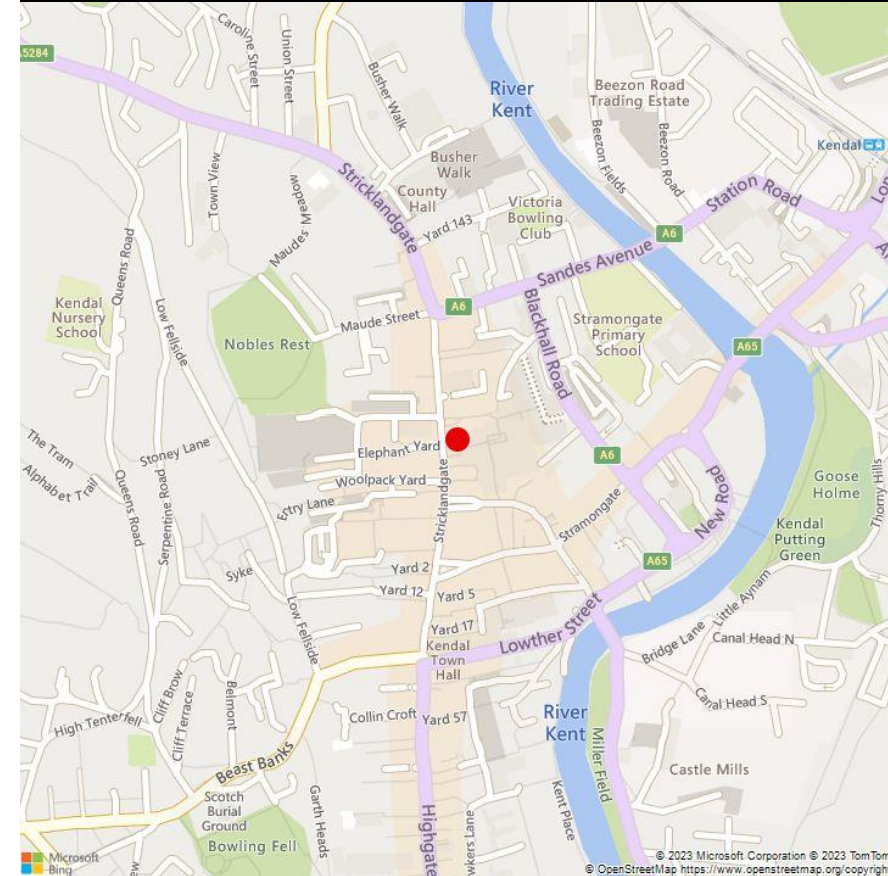 Caroline Street
Union Street
5284
Busher Walk
River
Kent
Beezon Road
Trading Estate
Beezon Fields
Beezon Road
Kendal
Busher
Walk
County
Hall
Town View
Maudes Meadow
Stricklandgate
Victoria
Bowling
Club
Yard 143
Station Road
A6
Sandes Avenue
Queens Road
Kendal
Nursery
School
Low Fellside
Nobles Rest
Maude Street
A6
Blackhall Road
Stramongate
Primary
School
A65
The Tram
Alphabet Trail
Stoney Lane
Elephant Yard
Woolpack Yard
Entry Lane
Stricklandgate
A6
Queens Road
Serpentine Road
Stramongate
New Road
Goose
Holme
Thorny Hills
Kendal
Putting
Green
Syke
Low Fellside
Yard 2
Yard 12
Yard 5
Yard 17
A65
Lowther Street
Little Aynam
Bridge Lane
Canal Head N
Canal Head S
Kendal
Town
Hall
High Tenterfell
Cliff Brow
Cliff Terrace
Belmont
Collin Croft
Yard 57
River
Kent
Miller Field
Castle Mills
Beast Banks
Scotch
Burial
Ground
Garth Heads
Bowling Fell
Highgate
Kent Place
Microsoft
Bing
© 2023 Microsoft Corporation © 2023 TomTom
© OpenStreetMap https://www.openstreetmap.org/copyright